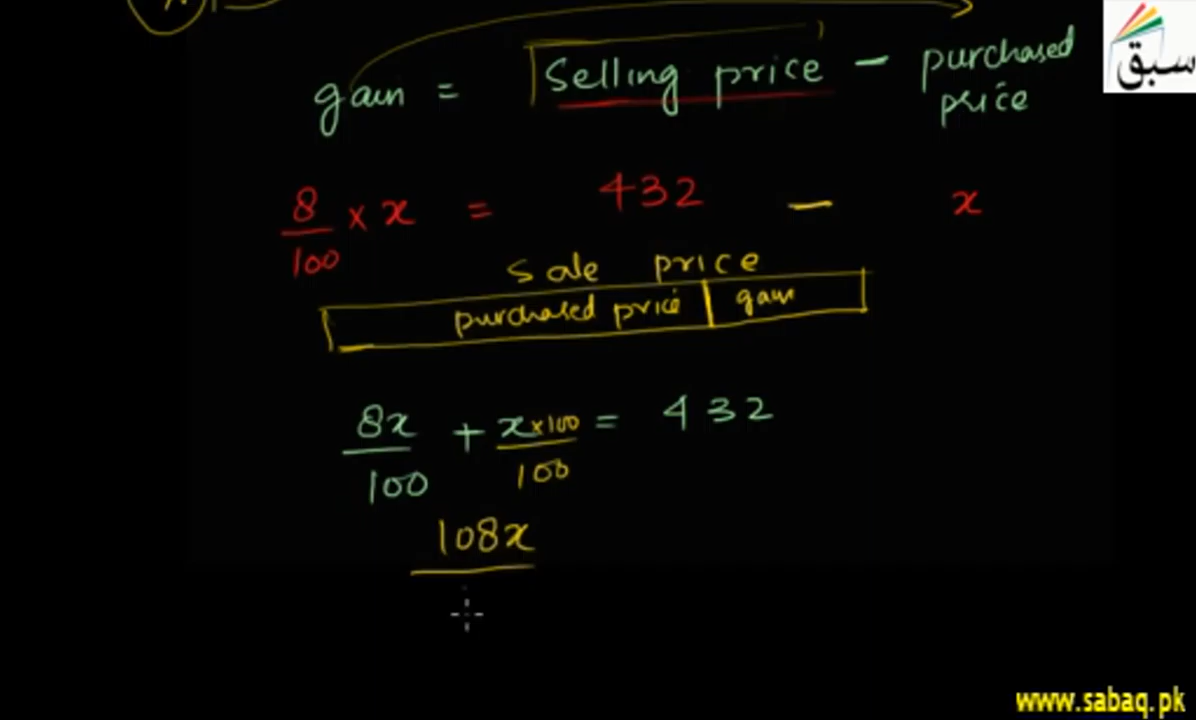 سبق
gain = Selling price - purchased
price
8/100 × x = 432 - x
Sale price
purchased price | gain
8x/100 + x×100/100 = 432
108x
www.sabaq.pk